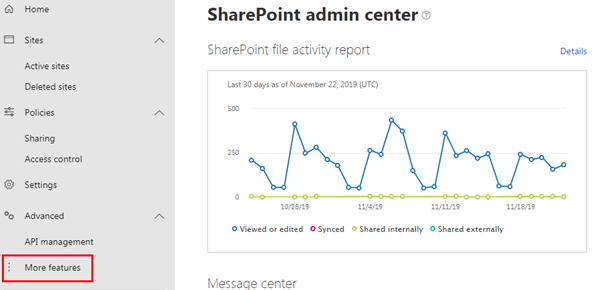 Home
Sites
Active sites
Deleted sites
Policies
Sharing
Access control
Settings
Advanced
API management
More features
SharePoint admin center
SharePoint file activity report
Details
Last 30 days as of November 22, 2019 (UTC)
500
250
0
10/28/19 11/4/19 11/11/19 11/18/19
Viewed or edited Synced Shared internally Shared externally
Message center